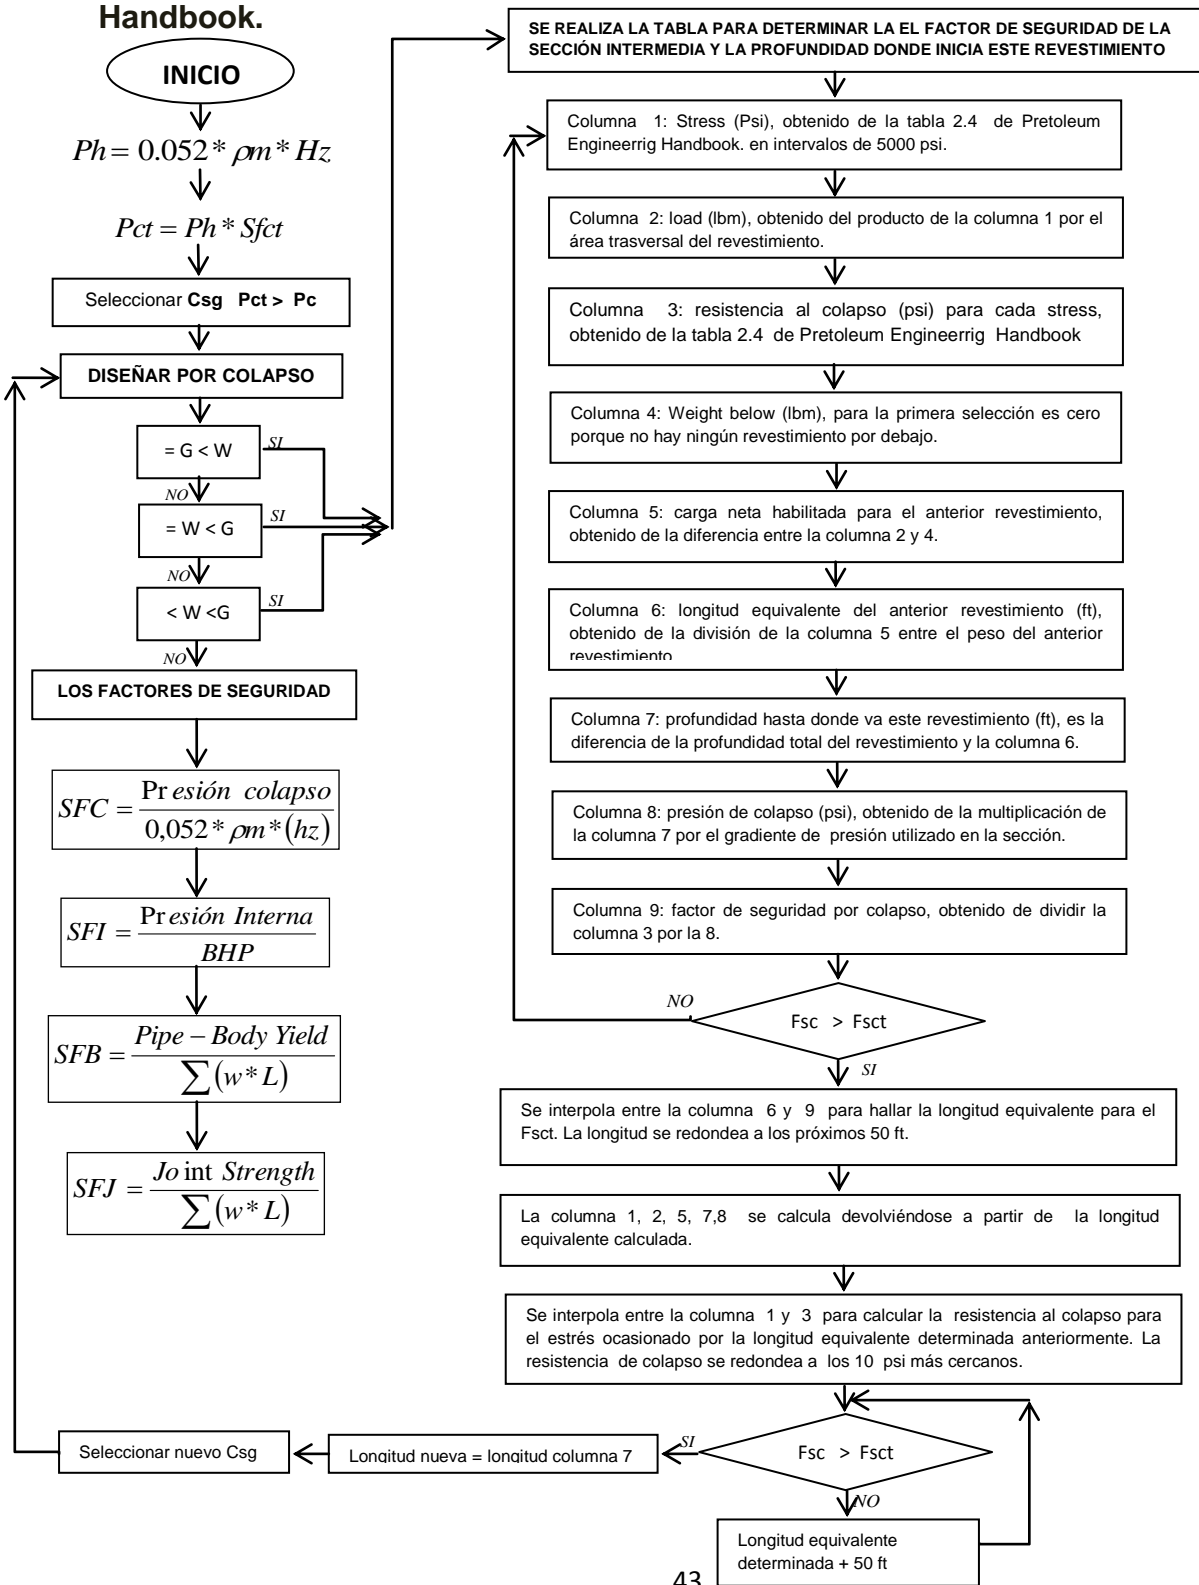 Handbook.
INICIO
Ph = 0.052 * ρm * Hz
Pct = Ph * Sfct
Seleccionar Csg Pct > Pc
DISEÑAR POR COLAPSO
= G < W
SI
NO
= W < G
SI
NO
< W <G
SI
NO
LOS FACTORES DE SEGURIDAD
SFC = Pr esión colapso / 0,052 * ρm * (hz)
SFI = Pr esión Interna / BHP
SFB = Pipe – Body Yield / ∑(w * L)
SFJ = Jo int Strength / ∑(w * L)
SE REALIZA LA TABLA PARA DETERMINAR LA EL FACTOR DE SEGURIDAD DE LA
SECCIÓN INTERMEDIA Y LA PROFUNDIDAD DONDE INICIA ESTE REVESTIMIENTO
Columna 1: Stress (Psi), obtenido de la tabla 2.4 de Pretoleum
Engineerrig Handbook. en intervalos de 5000 psi.
Columna 2: load (lbm), obtenido del producto de la columna 1 por el
área trasversal del revestimiento.
Columna 3: resistencia al colapso (psi) para cada stress,
obtenido de la tabla 2.4 de Pretoleum Engineerrig Handbook
Columna 4: Weight below (lbm), para la primera selección es cero
porque no hay ningún revestimiento por debajo.
Columna 5: carga neta habilitada para el anterior revestimiento,
obtenido de la diferencia entre la columna 2 y 4.
Columna 6: longitud equivalente del anterior revestimiento (ft),
obtenido de la división de la columna 5 entre el peso del anterior
revestimiento
Columna 7: profundidad hasta donde va este revestimiento (ft), es la
diferencia de la profundidad total del revestimiento y la columna 6.
Columna 8: presión de colapso (psi), obtenido de la multiplicación de
la columna 7 por el gradiente de presión utilizado en la sección.
Columna 9: factor de seguridad por colapso, obtenido de dividir la
columna 3 por la 8.
NO
Fsc > Fsct
SI
Se interpola entre la columna 6 y 9 para hallar la longitud equivalente para el
Fsct. La longitud se redondea a los próximos 50 ft.
La columna 1, 2, 5, 7,8 se calcula devolviéndose a partir de la longitud
equivalente calculada.
Se interpola entre la columna 1 y 3 para calcular la resistencia al colapso para
el estrés ocasionado por la longitud equivalente determinada anteriormente. La
resistencia de colapso se redondea a los 10 psi más cercanos.
Fsc > Fsct
SI
Longitud nueva = longitud columna 7
Seleccionar nuevo Csg
NO
Longitud equivalente
determinada + 50 ft
43